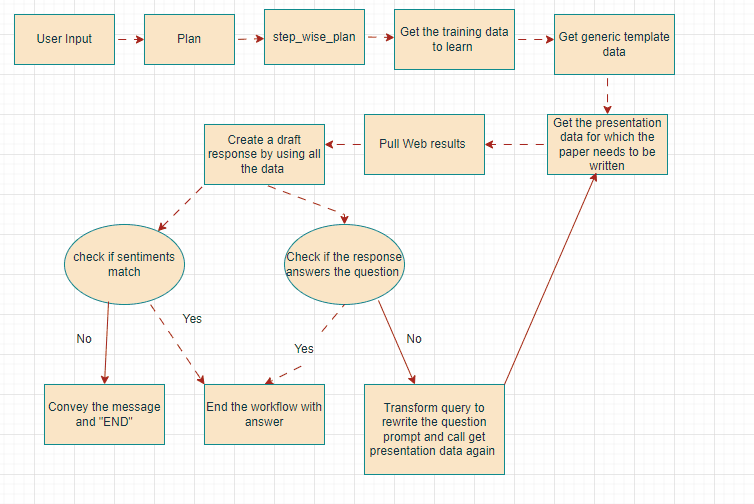 User Input
Plan
step_wise_plan
Get the training data
to learn
Get generic template
data
Get the presentation
data for which the
paper needs to be
written
Pull Web results
Create a draft
response by using all
the data
check if sentiments
match
Check if the response
answers the question
No
Yes
Yes
No
Convey the message
and "END"
End the workflow with
answer
Transform query to
rewrite the question
prompt and call get
presentation data again